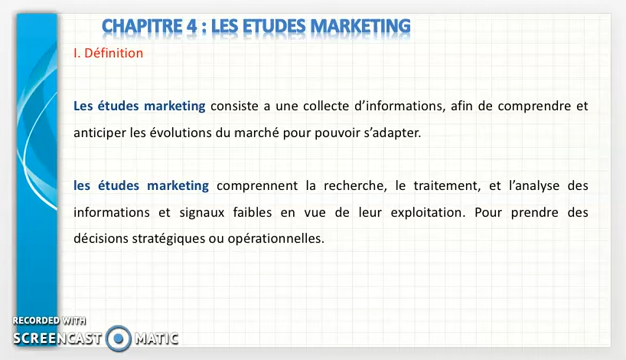 CHAPITRE 4 : LES ETUDES MARKETING
I. Définition
Les études marketing consiste a une collecte d’informations, afin de comprendre et
anticiper les évolutions du marché pour pouvoir s’adapter.
les études marketing comprennent la recherche, le traitement, et l’analyse des
informations et signaux faibles en vue de leur exploitation. Pour prendre des
décisions stratégiques ou opérationnelles.
RECORDED WITH
SCREENCAST MATIC